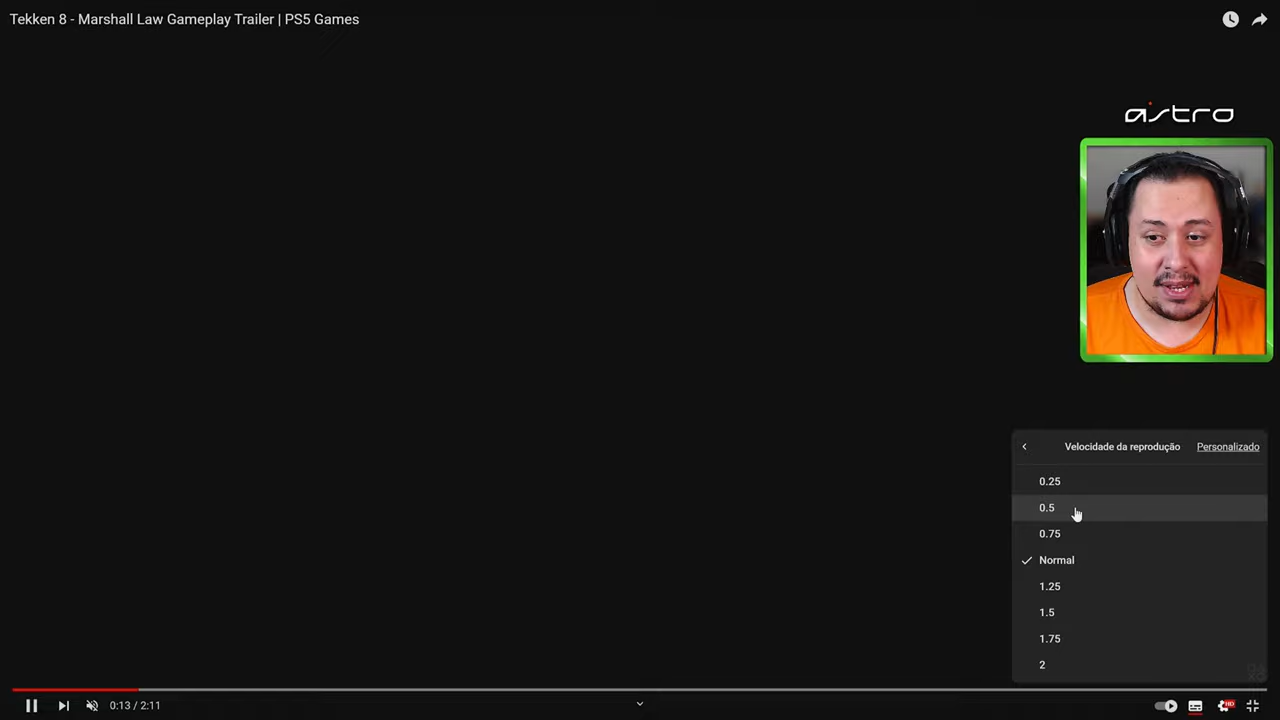 Tekken 8 - Marshall Law Gameplay Trailer | PS5 Games
astro
Velocidade da reprodução Personalizado
0.25
0.5
0.75
Normal
1.25
1.5
1.75
2
0:13 / 2:11
HD